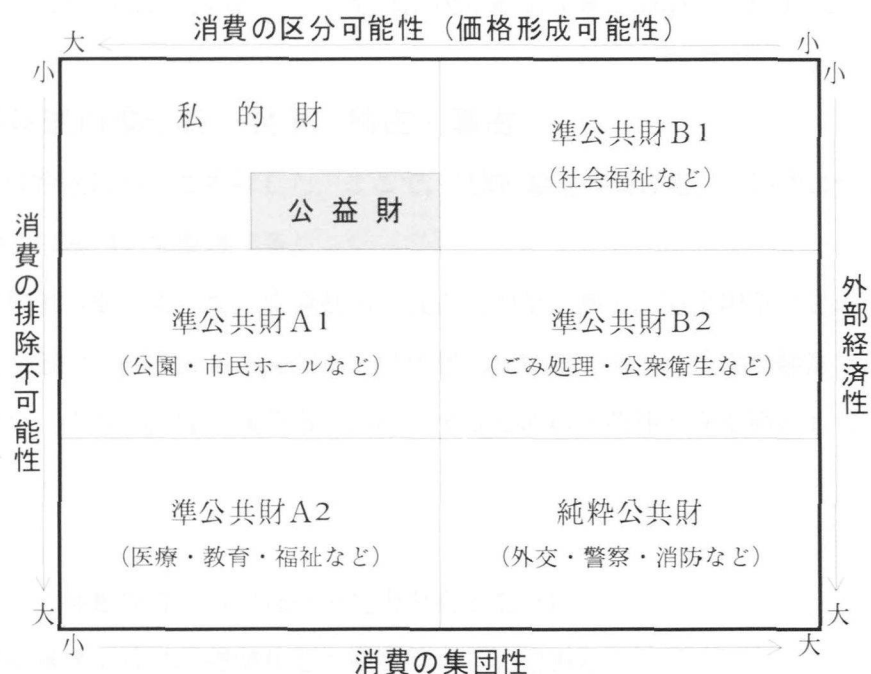 消費の区分可能性（価格形成可能性）
大
小
小
小
私的財
準公共財B1
（社会福祉など）
公益財
消費の排除不可能性
外部経済性
準公共財A1
（公園・市民ホールなど）
準公共財B2
（ごみ処理・公衆衛生など）
準公共財A2
（医療・教育・福祉など）
純粋公共財
（外交・警察・消防など）
大
大
小
大
消費の集団性